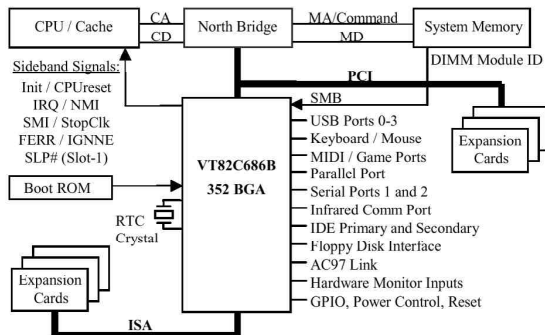 CPU / Cache
CA
CD
North Bridge
MA/Command
MD
System Memory
DIMM Module ID
Sideband Signals:
Init / CPUreset
IRQ / NMI
SMI / StopClk
FERR / IGNNE
SLP# (Slot-1)
PCI
SMB
Expansion
Cards
VT82C686B
352 BGA
USB Ports 0-3
Keyboard / Mouse
MIDI / Game Ports
Parallel Port
Serial Ports 1 and 2
Infrared Comm Port
IDE Primary and Secondary
Floppy Disk Interface
AC97 Link
Hardware Monitor Inputs
GPIO, Power Control, Reset
Boot ROM
RTC
Crystal
Expansion
Cards
ISA